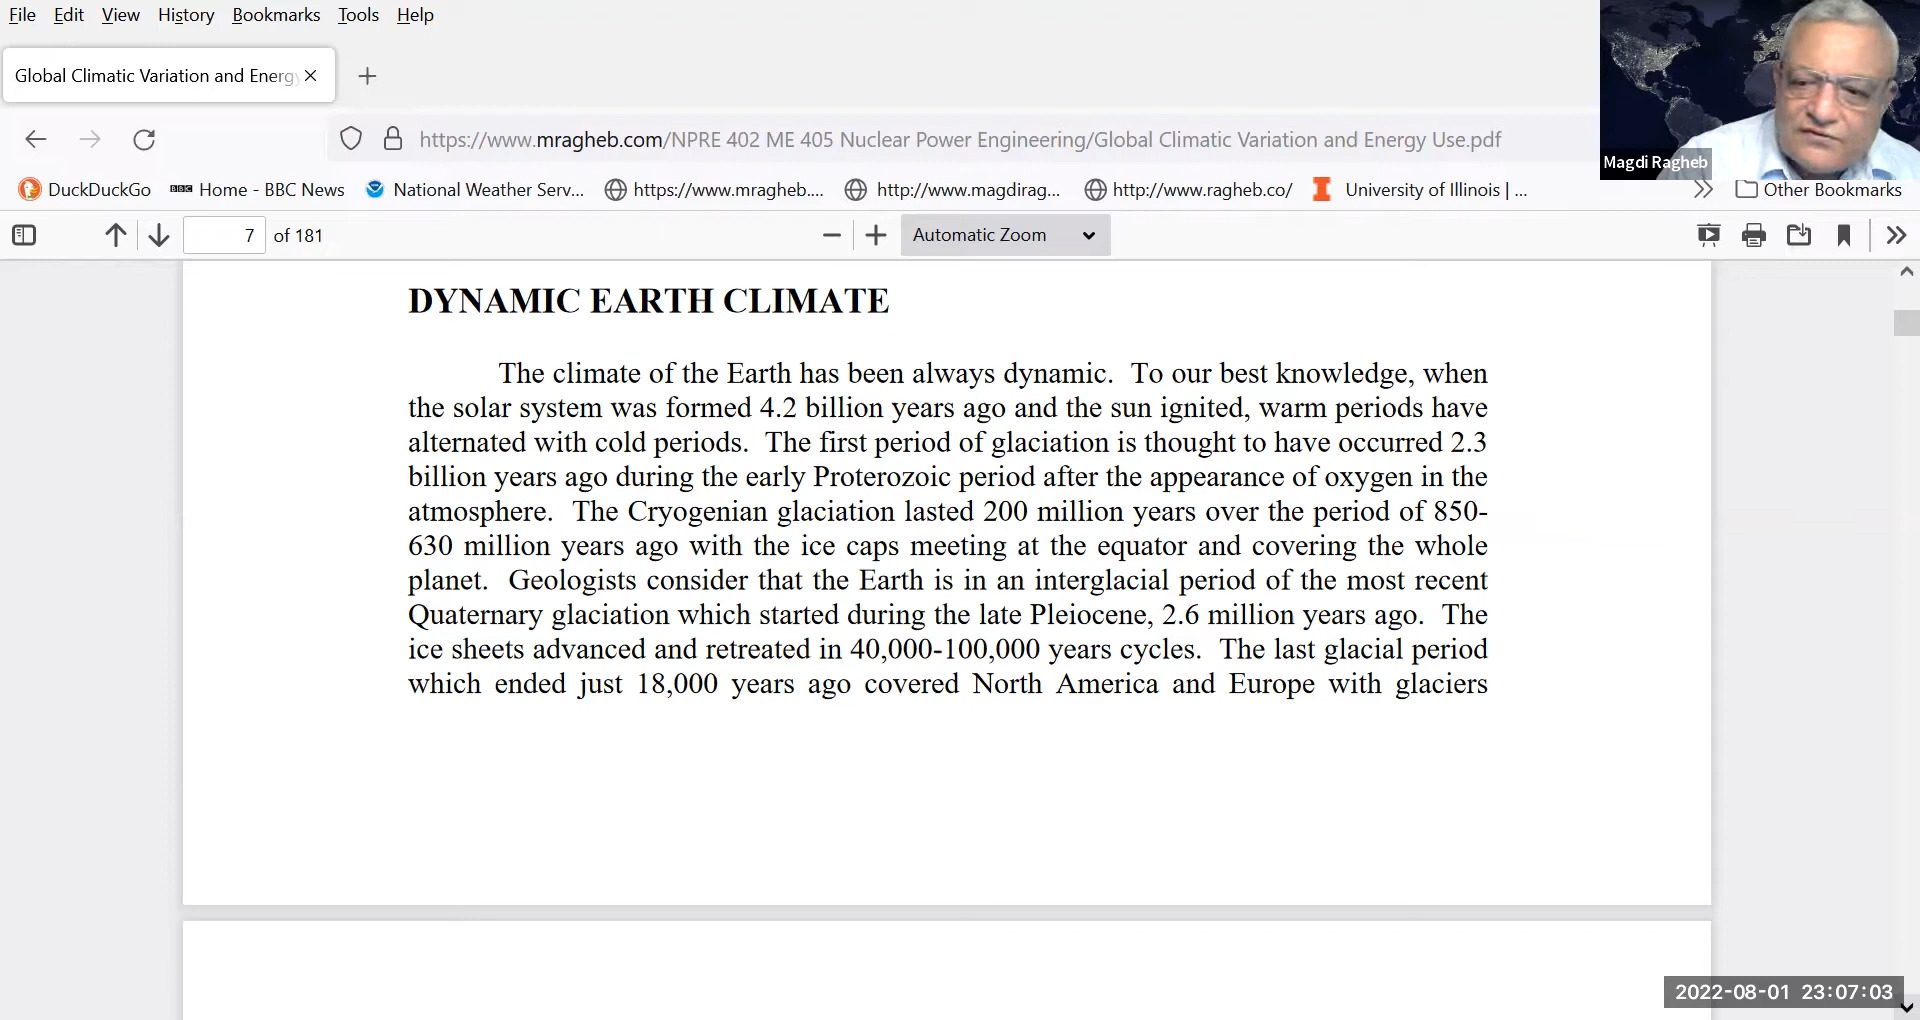 File Edit View History Bookmarks Tools Help
Global Climatic Variation and Energ
https://www.mragheb.com/NPRE 402 ME 405 Nuclear Power Engineering/Global Climatic Variation and Energy Use.pdf
Magdi Ragheb
DuckDuckGo BBC Home - BBC News National Weather Serv... https://www.mragheb.... http://www.magdirag... http://www.ragheb.co/ University of Illinois | ... Other Bookmarks
7 of 181 Automatic Zoom
DYNAMIC EARTH CLIMATE
The climate of the Earth has been always dynamic. To our best knowledge, when
the solar system was formed 4.2 billion years ago and the sun ignited, warm periods have
alternated with cold periods. The first period of glaciation is thought to have occurred 2.3
billion years ago during the early Proterozoic period after the appearance of oxygen in the
atmosphere. The Cryogenian glaciation lasted 200 million years over the period of 850-
630 million years ago with the ice caps meeting at the equator and covering the whole
planet. Geologists consider that the Earth is in an interglacial period of the most recent
Quaternary glaciation which started during the late Pleiocene, 2.6 million years ago. The
ice sheets advanced and retreated in 40,000-100,000 years cycles. The last glacial period
which ended just 18,000 years ago covered North America and Europe with glaciers
2022-08-01 23:07:03